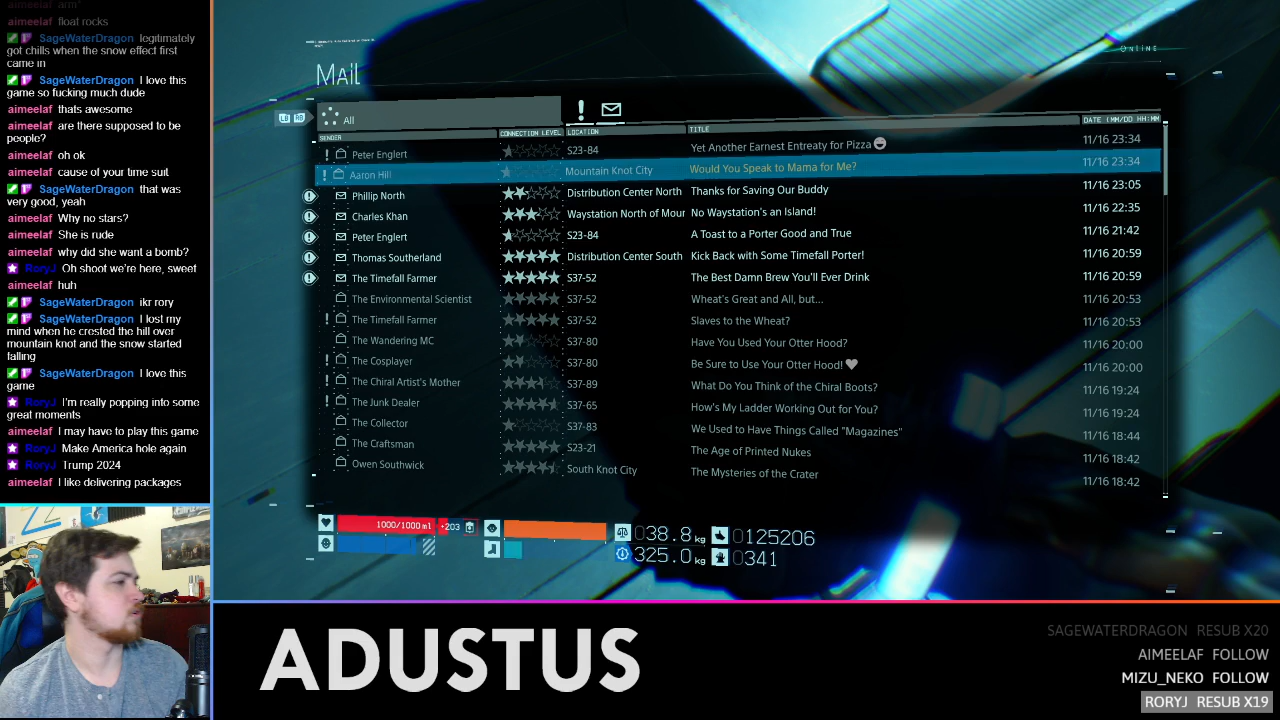 aimeelaf arm*
aimeelaf float rocks
SageWaterDragon legitimately
got chills when the snow effect first
came in
SageWaterDragon I love this
game so fucking much dude
aimeelaf thats awesome
aimeelaf are there supposed to be
people?
aimeelaf oh ok
aimeelaf cause of your time suit
SageWaterDragon that was
very good, yeah
aimeelaf Why no stars?
aimeelaf She is rude
aimeelaf why did she want a bomb?
RoryJ Oh shoot we're here, sweet
aimeelaf huh
SageWaterDragon ikr rory
SageWaterDragon I lost my
mind when he crested the hill over
mountain knot and the snow started
falling
SageWaterDragon I love this
game
RoryJ I'm really popping into some
great moments
aimeelaf I may have to play this game
RoryJ Make America hole again
RoryJ Trump 2024
aimeelaf I like delivering packages
Mail
ONLINE
LB RB All
SENDER CONNECTION LEVEL LOCATION TITLE DATE (MM/DD HH:MM
! Peter Englert S23-84 Yet Another Earnest Entreaty for Pizza 11/16 23:34
! Aaron Hill Mountain Knot City Would You Speak to Mama for Me? 11/16 23:34
! Phillip North Distribution Center North Thanks for Saving Our Buddy 11/16 23:05
! Charles Khan Waystation North of Moun No Waystation's an Island! 11/16 22:35
! Peter Englert S23-84 A Toast to a Porter Good and True 11/16 21:42
! Thomas Southerland Distribution Center South Kick Back with Some Timefall Porter! 11/16 20:59
! The Timefall Farmer S37-52 The Best Damn Brew You'll Ever Drink 11/16 20:59
The Environmental Scientist S37-52 Wheat's Great and All, but... 11/16 20:53
! The Timefall Farmer S37-52 Slaves to the Wheat? 11/16 20:53
The Wandering MC S37-80 Have You Used Your Otter Hood? 11/16 20:00
! The Cosplayer S37-80 Be Sure to Use Your Otter Hood! ♥ 11/16 20:00
! The Chiral Artist's Mother S37-89 What Do You Think of the Chiral Boots? 11/16 19:24
! The Junk Dealer S37-65 How's My Ladder Working Out for You? 11/16 19:24
The Collector S37-83 We Used to Have Things Called "Magazines" 11/16 18:44
The Craftsman S23-21 The Age of Printed Nukes 11/16 18:42
Owen Southwick South Knot City The Mysteries of the Crater 11/16 18:42
1000/1000ml +203 038.8kg 0125206
325.0kg 0341
ADUSTUS
SAGEWATERDRAGON RESUB X20
AIMEELAF FOLLOW
MIZU_NEKO FOLLOW
RORYJ RESUB X19